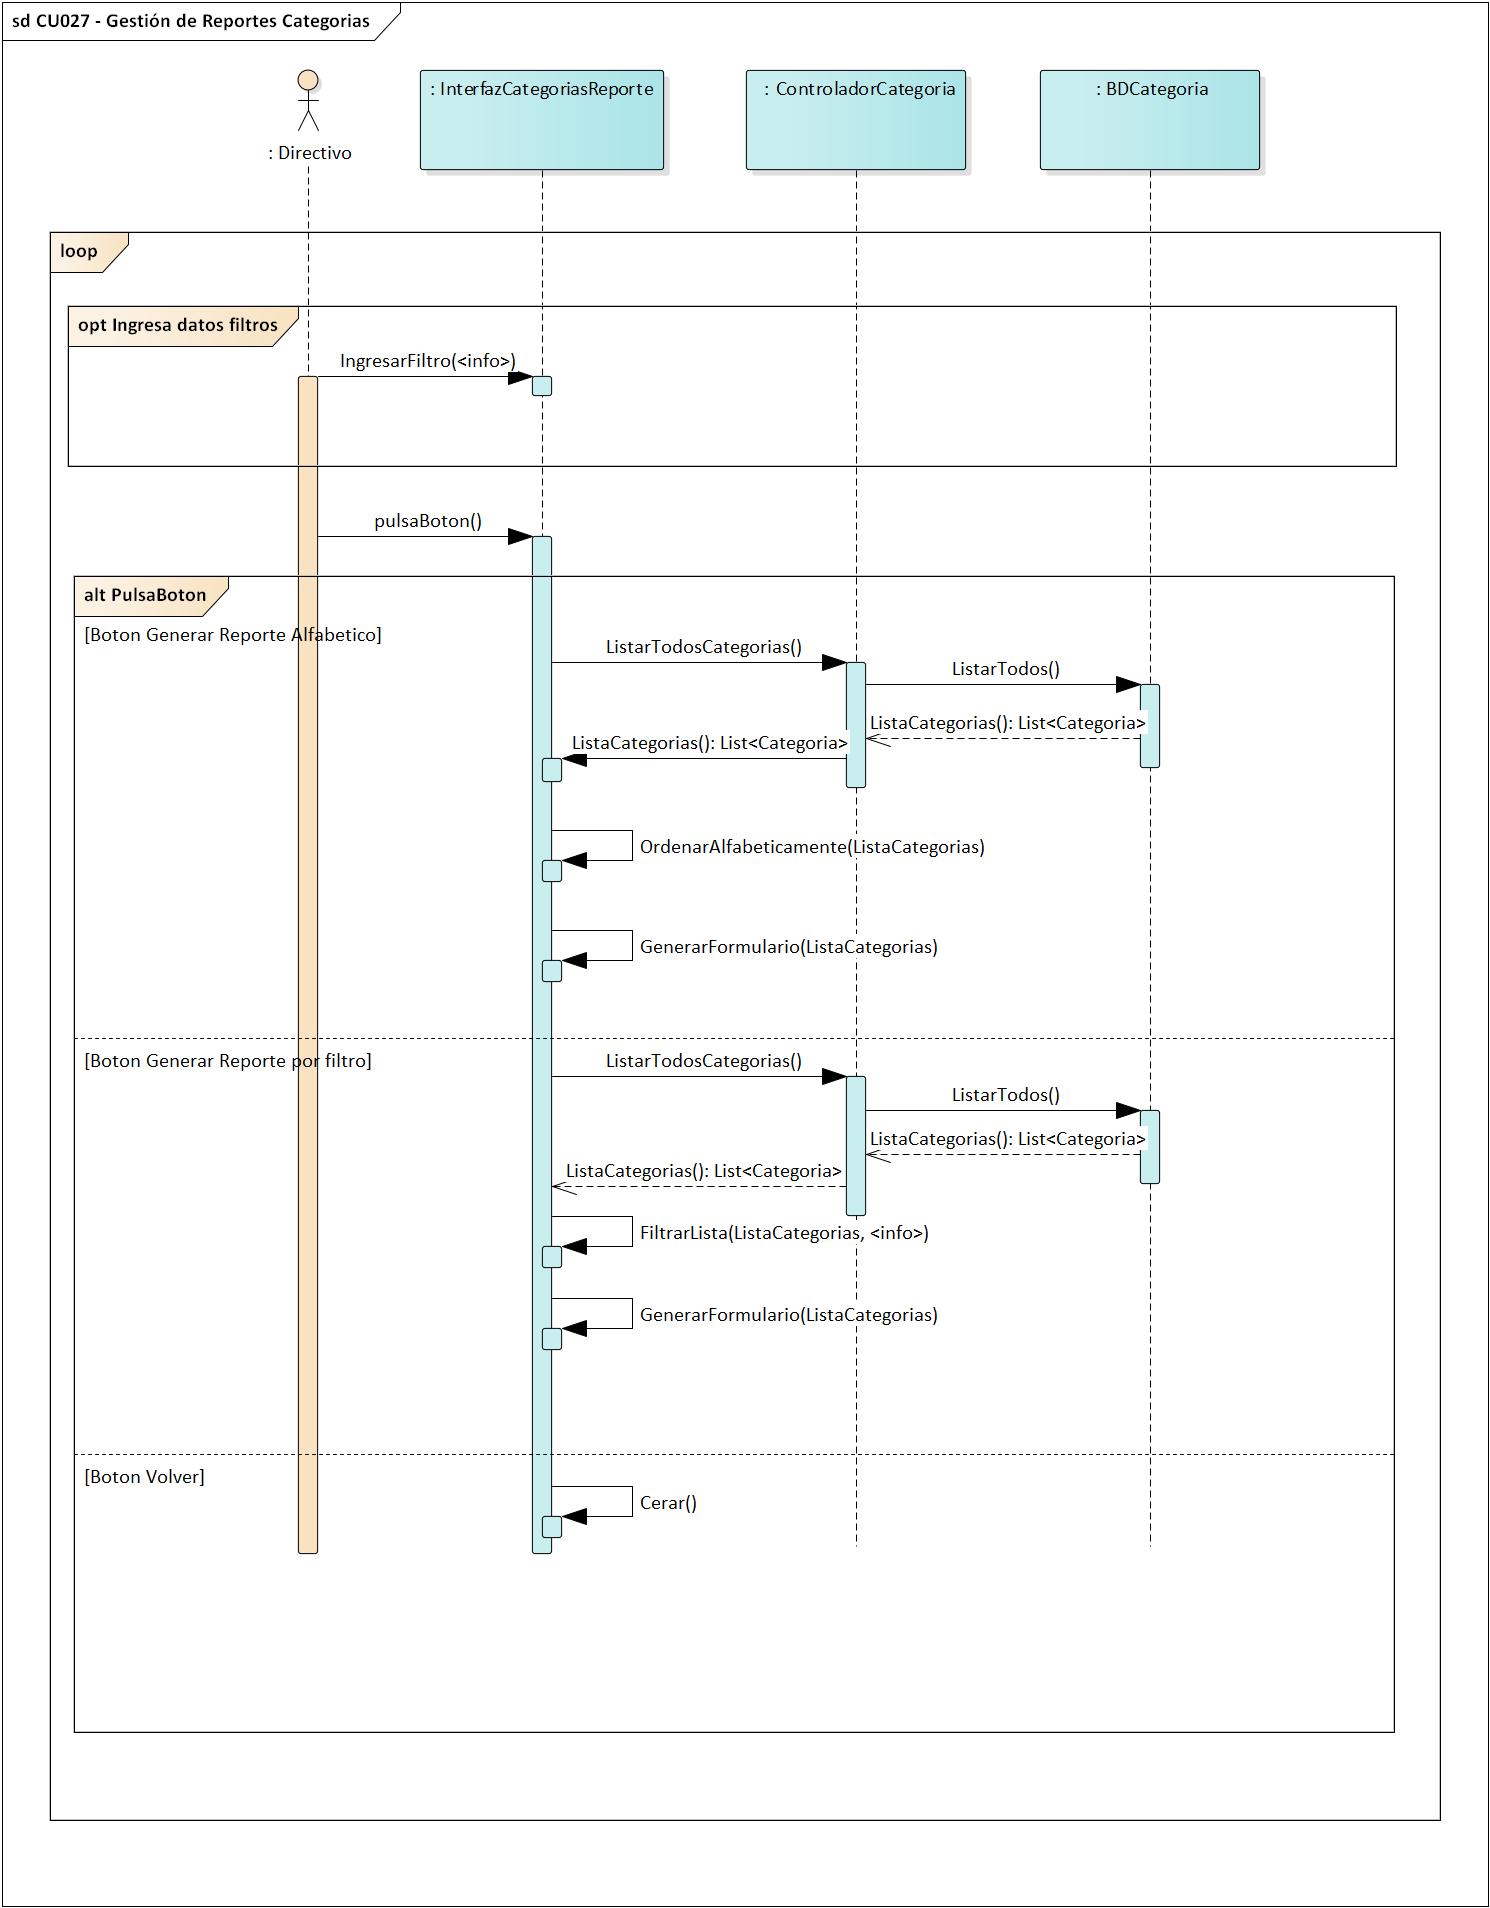 sd CU027 - Gestión de Reportes Categorias
: Directivo
: InterfazCategoriasReporte
: ControladorCategoria
: BDCategoria
loop
opt Ingresa datos filtros
IngresarFiltro(<info>)
pulsaBoton()
alt PulsaBoton
[Boton Generar Reporte Alfabetico]
ListarTodosCategorias()
ListarTodos()
ListaCategorias(): List<Categoria>
ListaCategorias(): List<Categoria>
OrdenarAlfabeticamente(ListaCategorias)
GenerarFormulario(ListaCategorias)
[Boton Generar Reporte por filtro]
ListarTodosCategorias()
ListarTodos()
ListaCategorias(): List<Categoria>
ListaCategorias(): List<Categoria>
FiltrarLista(ListaCategorias, <info>)
GenerarFormulario(ListaCategorias)
[Boton Volver]
Cerar()